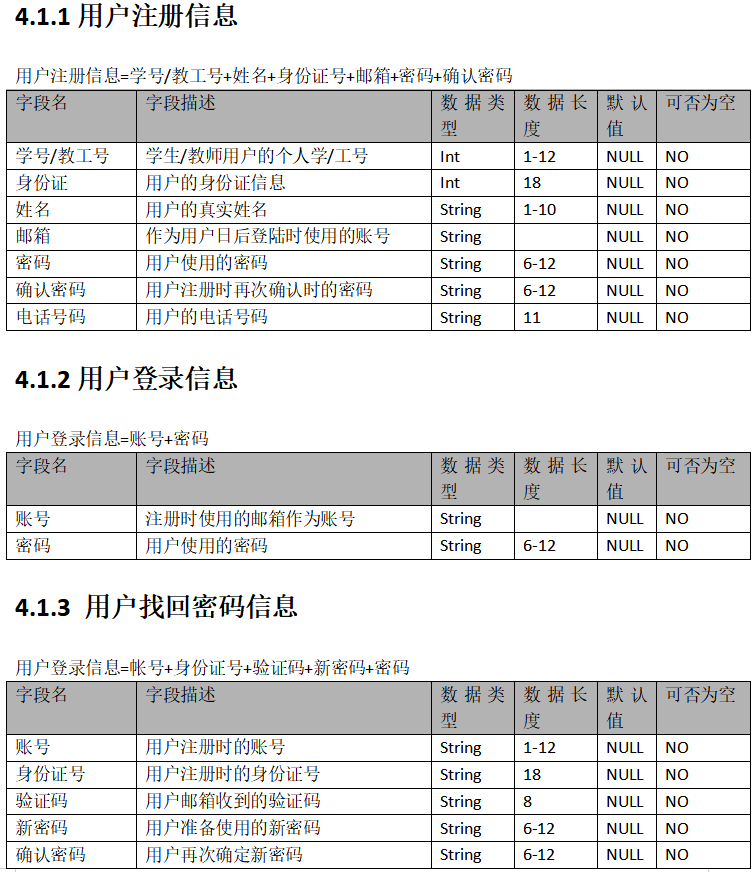 4.1.1 用户注册信息
用户注册信息=学号/教工号+姓名+身份证号+邮箱+密码+确认密码
字段名 字段描述 数据类型 数据长度 默认值 可否为空
学号/教工号 学生/教师用户的个人学/工号 Int 1-12 NULL NO
身份证 用户的身份证信息 Int 18 NULL NO
姓名 用户的真实姓名 String 1-10 NULL NO
邮箱 作为用户日后登陆时使用的账号 String NULL NO
密码 用户使用的密码 String 6-12 NULL NO
确认密码 用户注册时再次确认时的密码 String 6-12 NULL NO
电话号码 用户的电话号码 String 11 NULL NO
4.1.2 用户登录信息
用户登录信息=账号+密码
字段名 字段描述 数据类型 数据长度 默认值 可否为空
账号 注册时使用的邮箱作为账号 String NULL NO
密码 用户使用的密码 String 6-12 NULL NO
4.1.3 用户找回密码信息
用户登录信息=帐号+身份证号+验证码+新密码+密码
字段名 字段描述 数据类型 数据长度 默认值 可否为空
账号 用户注册时的账号 String 1-12 NULL NO
身份证号 用户注册时的身份证号 String 18 NULL NO
验证码 用户邮箱收到的验证码 String 8 NULL NO
新密码 用户准备使用的新密码 String 6-12 NULL NO
确认密码 用户再次确定新密码 String 6-12 NULL NO